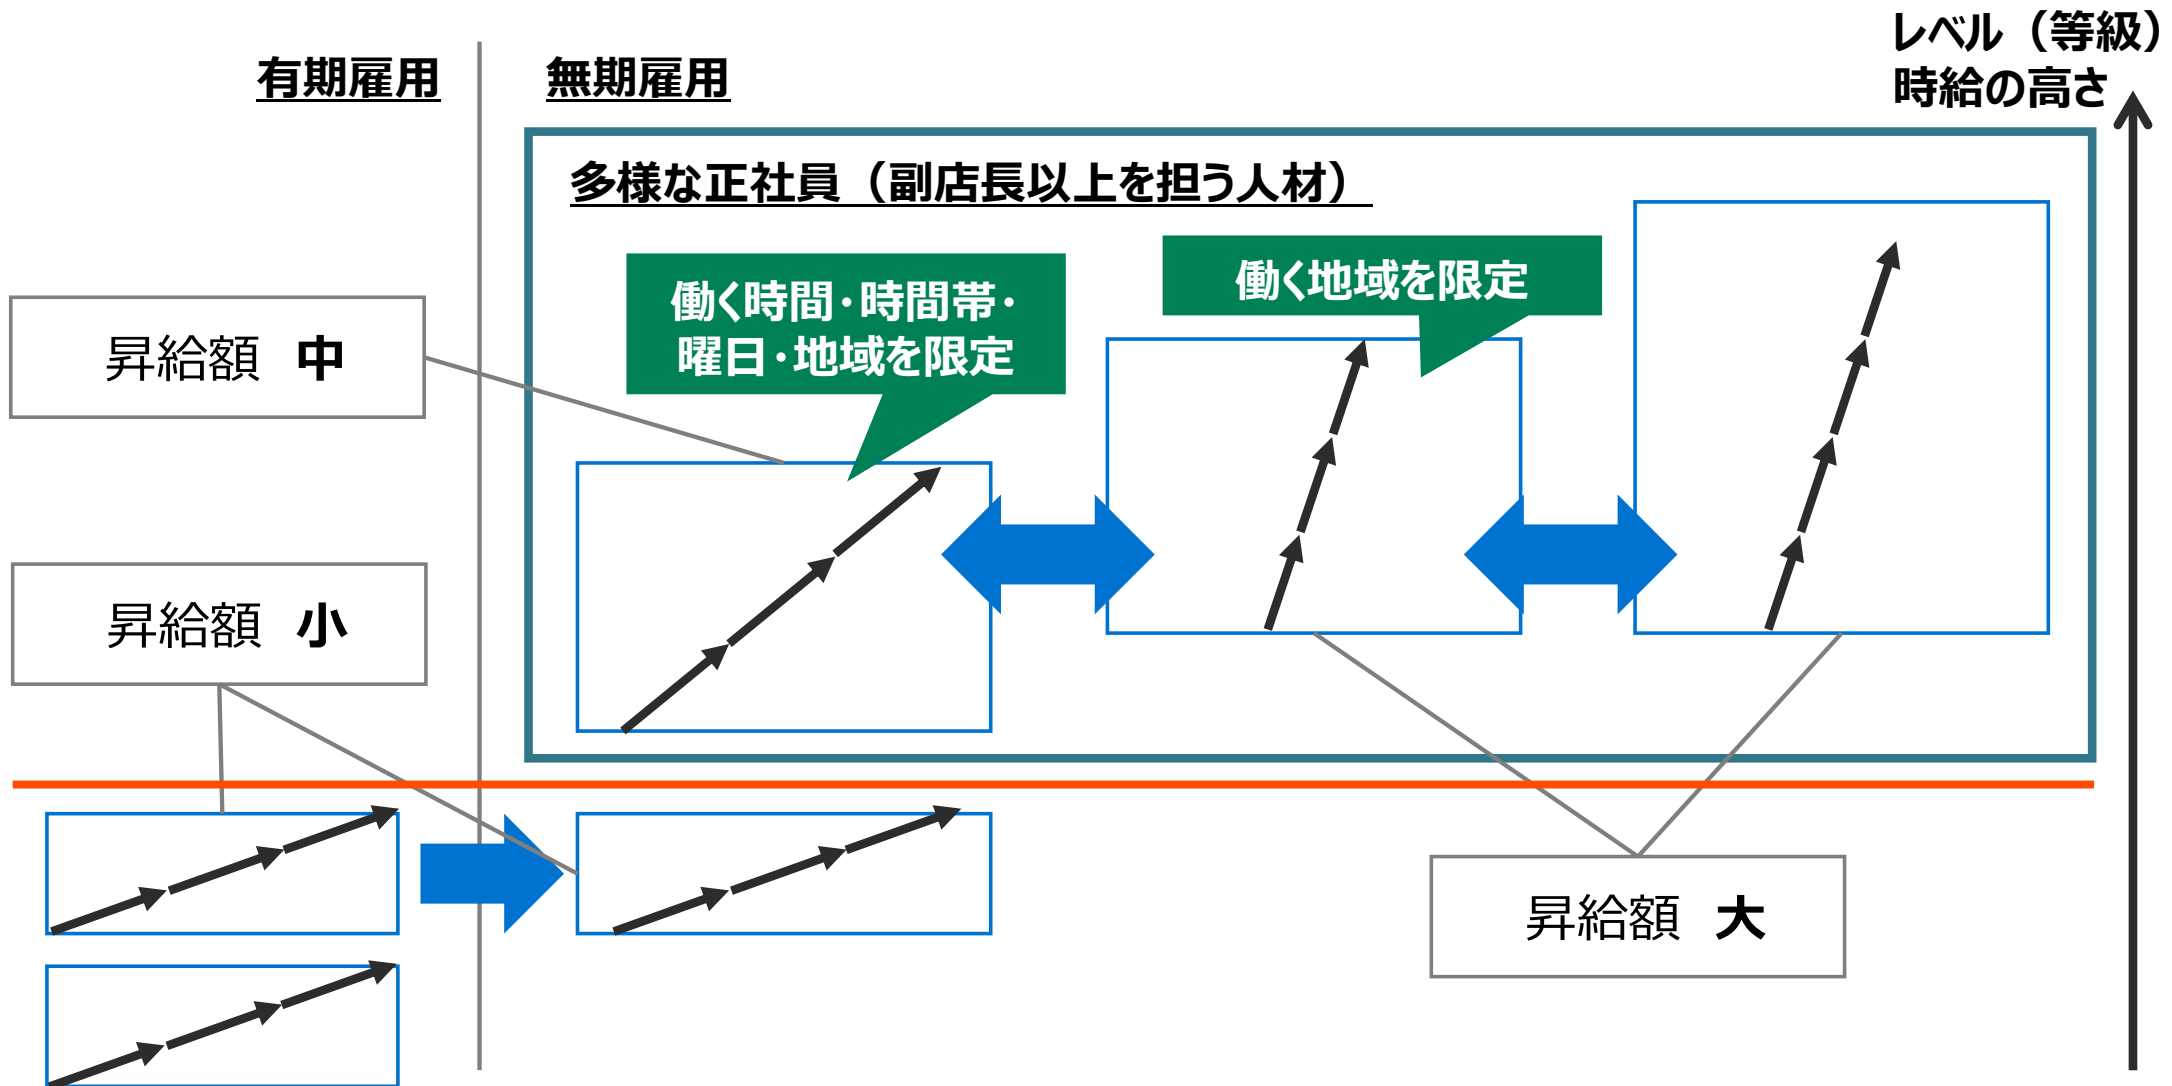 レベル（等級）
時給の高さ
有期雇用
無期雇用
多様な正社員（副店長以上を担う人材）
働く時間・時間帯・
曜日・地域を限定
働く地域を限定
昇給額　中
昇給額　小
昇給額　大